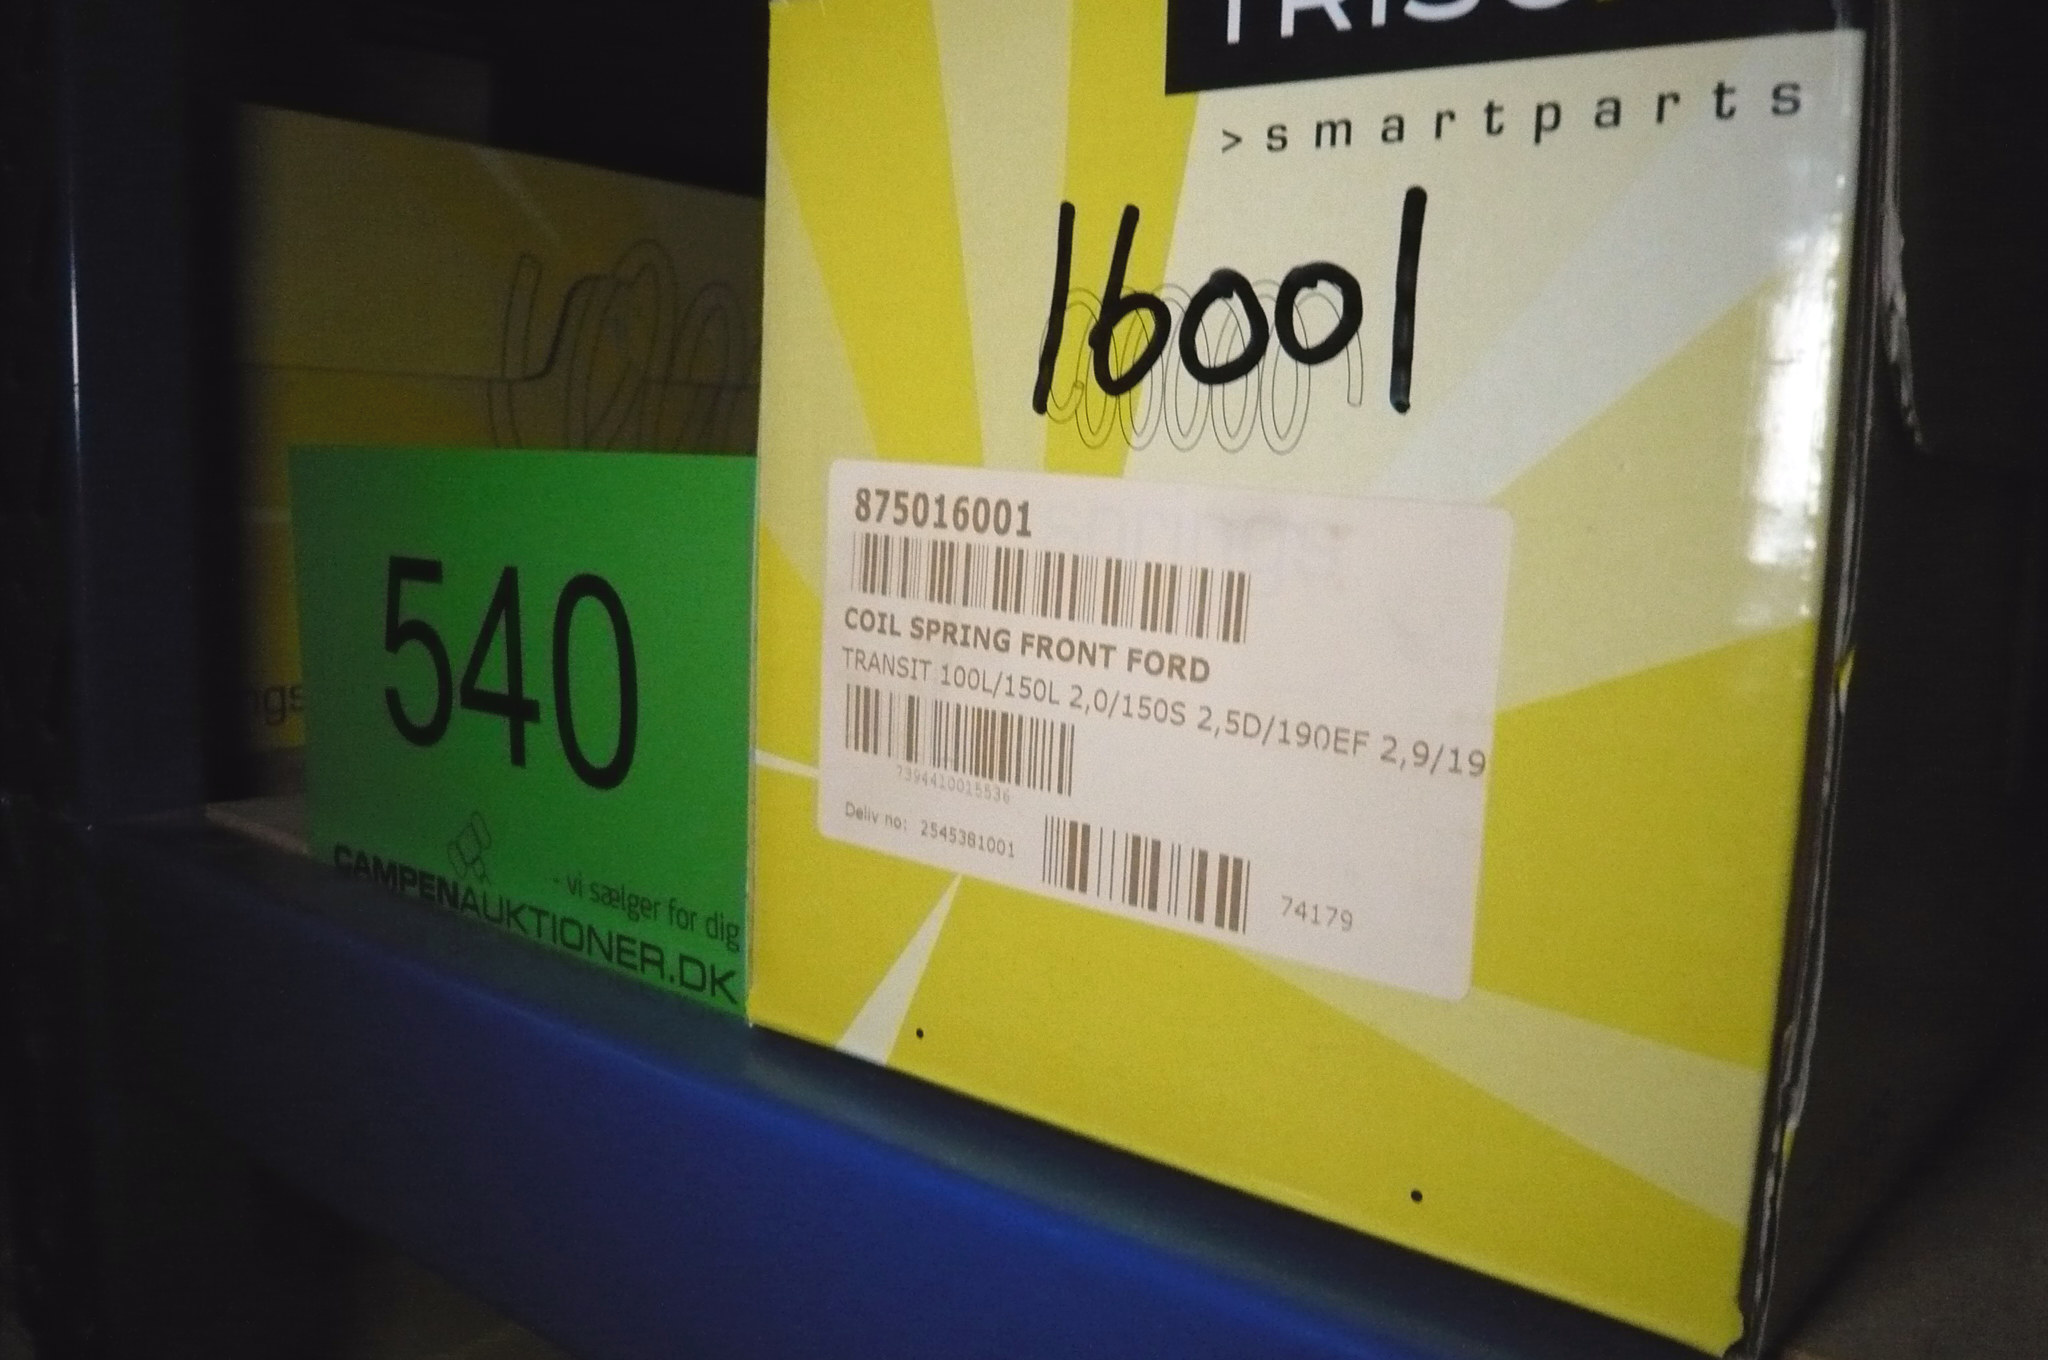 >smartparts
16001
875016001
COIL SPRING FRONT FORD
TRANSIT 100L/150L 2,0/150S 2,5D/190EF 2,9/19
7394410015536
Deliv no: 2545381001
74179
540
- vi sælger for dig
CAMPENAUKTIONER.DK